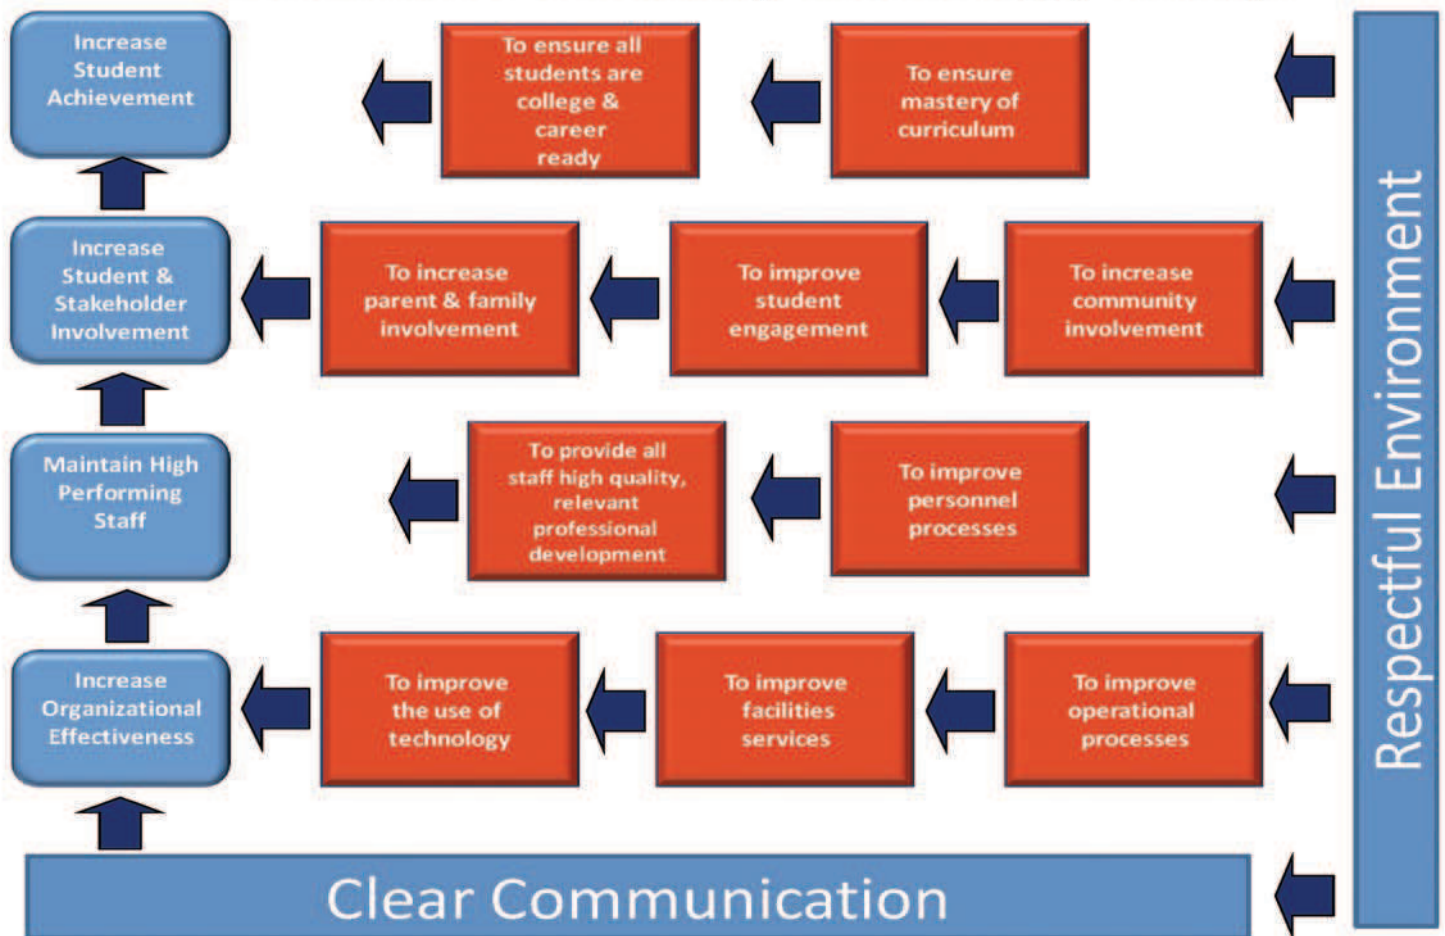 Increase
Student
Achievement
To ensure all
students are
college &
career
ready
To ensure
mastery of
curriculum
Increase
Student &
Stakeholder
Involvement
To increase
parent & family
involvement
To improve
student
engagement
To increase
community
involvement
Maintain High
Performing
Staff
To provide all
staff high quality,
relevant
professional
development
To improve
personnel
processes
Increase
Organizational
Effectiveness
To improve
the use of
technology
To improve
facilities
services
To improve
operational
processes
Respectful Environment
Clear Communication